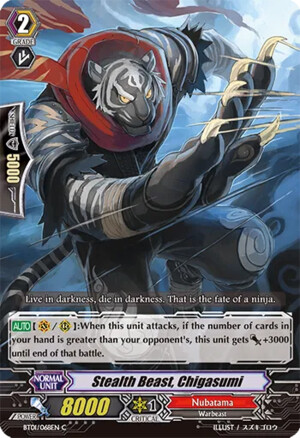 2
GRADE
SHIELD
5000
Live in darkness, die in darkness. That is the fate of a ninja.
AUTO [ / ]:When this unit attacks, if the number of cards in
your hand is greater than your opponent's, this unit gets +3000
until end of that battle.
NORMAL
UNIT
Stealth Beast, Chigasumi
POWER
8000
1
CRITICAL
Nubatama
Warbeast
BT01/068EN-C
ILLUST / スズキゴロウ